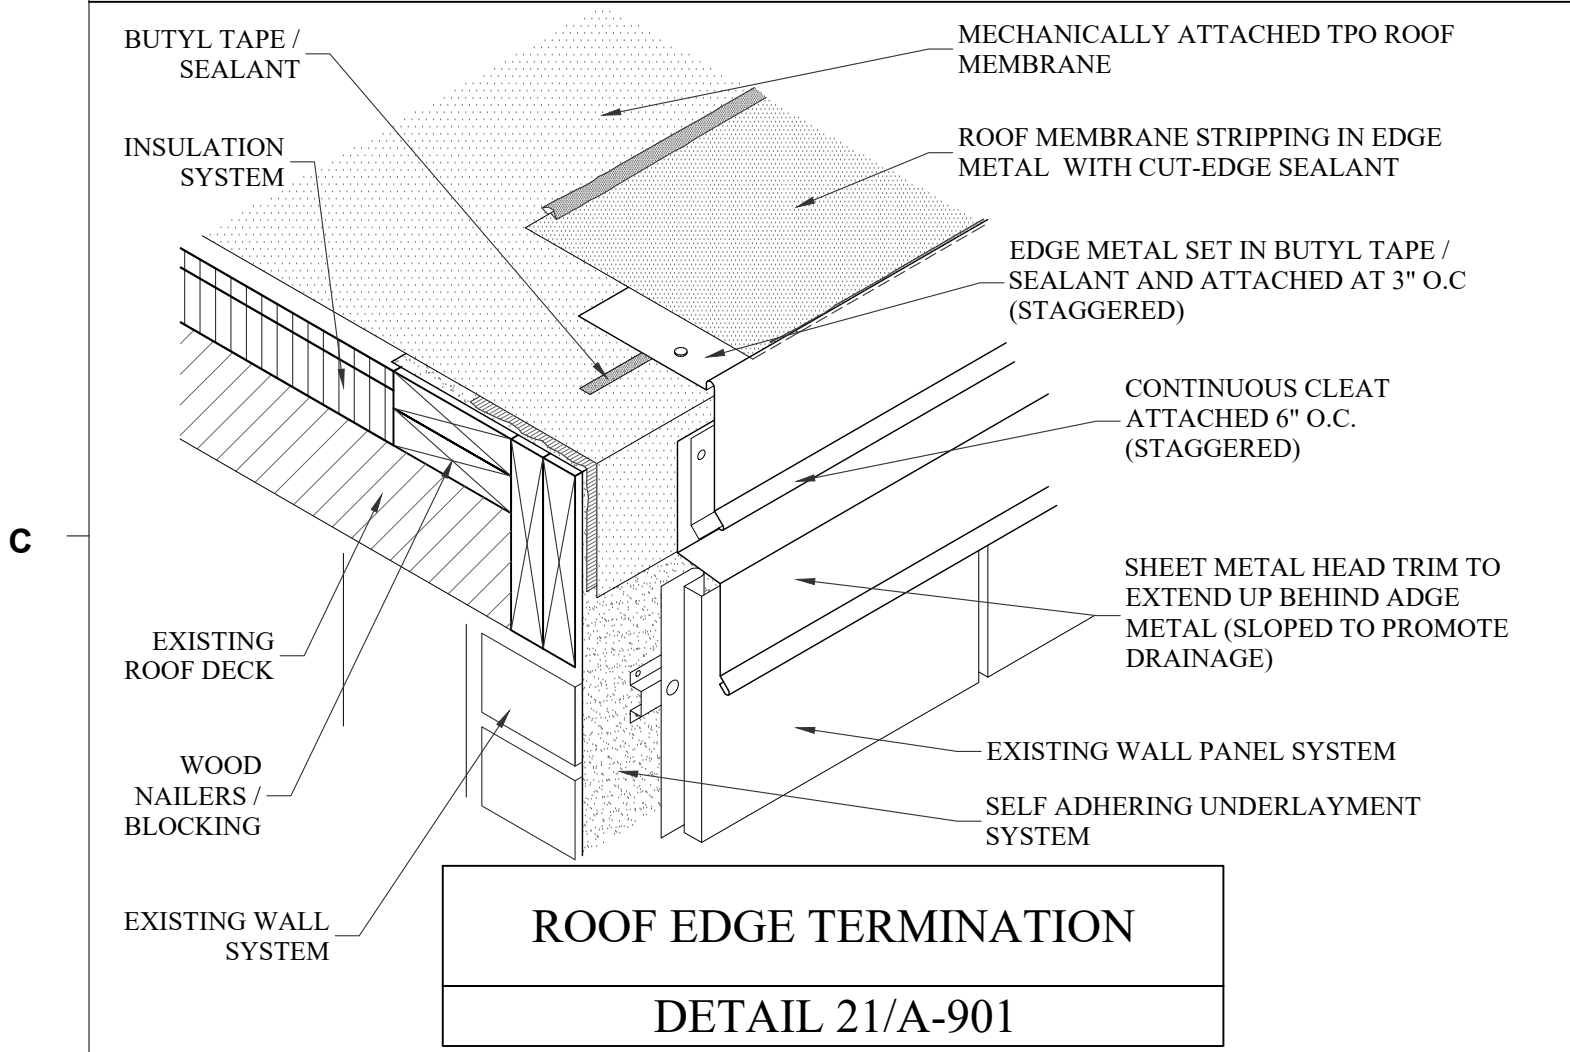 BUTYL TAPE /
SEALANT
INSULATION
SYSTEM
EXISTING
ROOF DECK
WOOD
NAILERS /
BLOCKING
EXISTING WALL
SYSTEM
MECHANICALLY ATTACHED TPO ROOF
MEMBRANE
ROOF MEMBRANE STRIPPING IN EDGE
METAL WITH CUT-EDGE SEALANT
EDGE METAL SET IN BUTYL TAPE /
SEALANT AND ATTACHED AT 3" O.C
(STAGGERED)
CONTINUOUS CLEAT
ATTACHED 6" O.C.
(STAGGERED)
SHEET METAL HEAD TRIM TO
EXTEND UP BEHIND ADGE
METAL (SLOPED TO PROMOTE
DRAINAGE)
EXISTING WALL PANEL SYSTEM
SELF ADHERING UNDERLAYMENT
SYSTEM
C
ROOF EDGE TERMINATION
DETAIL 21/A-901